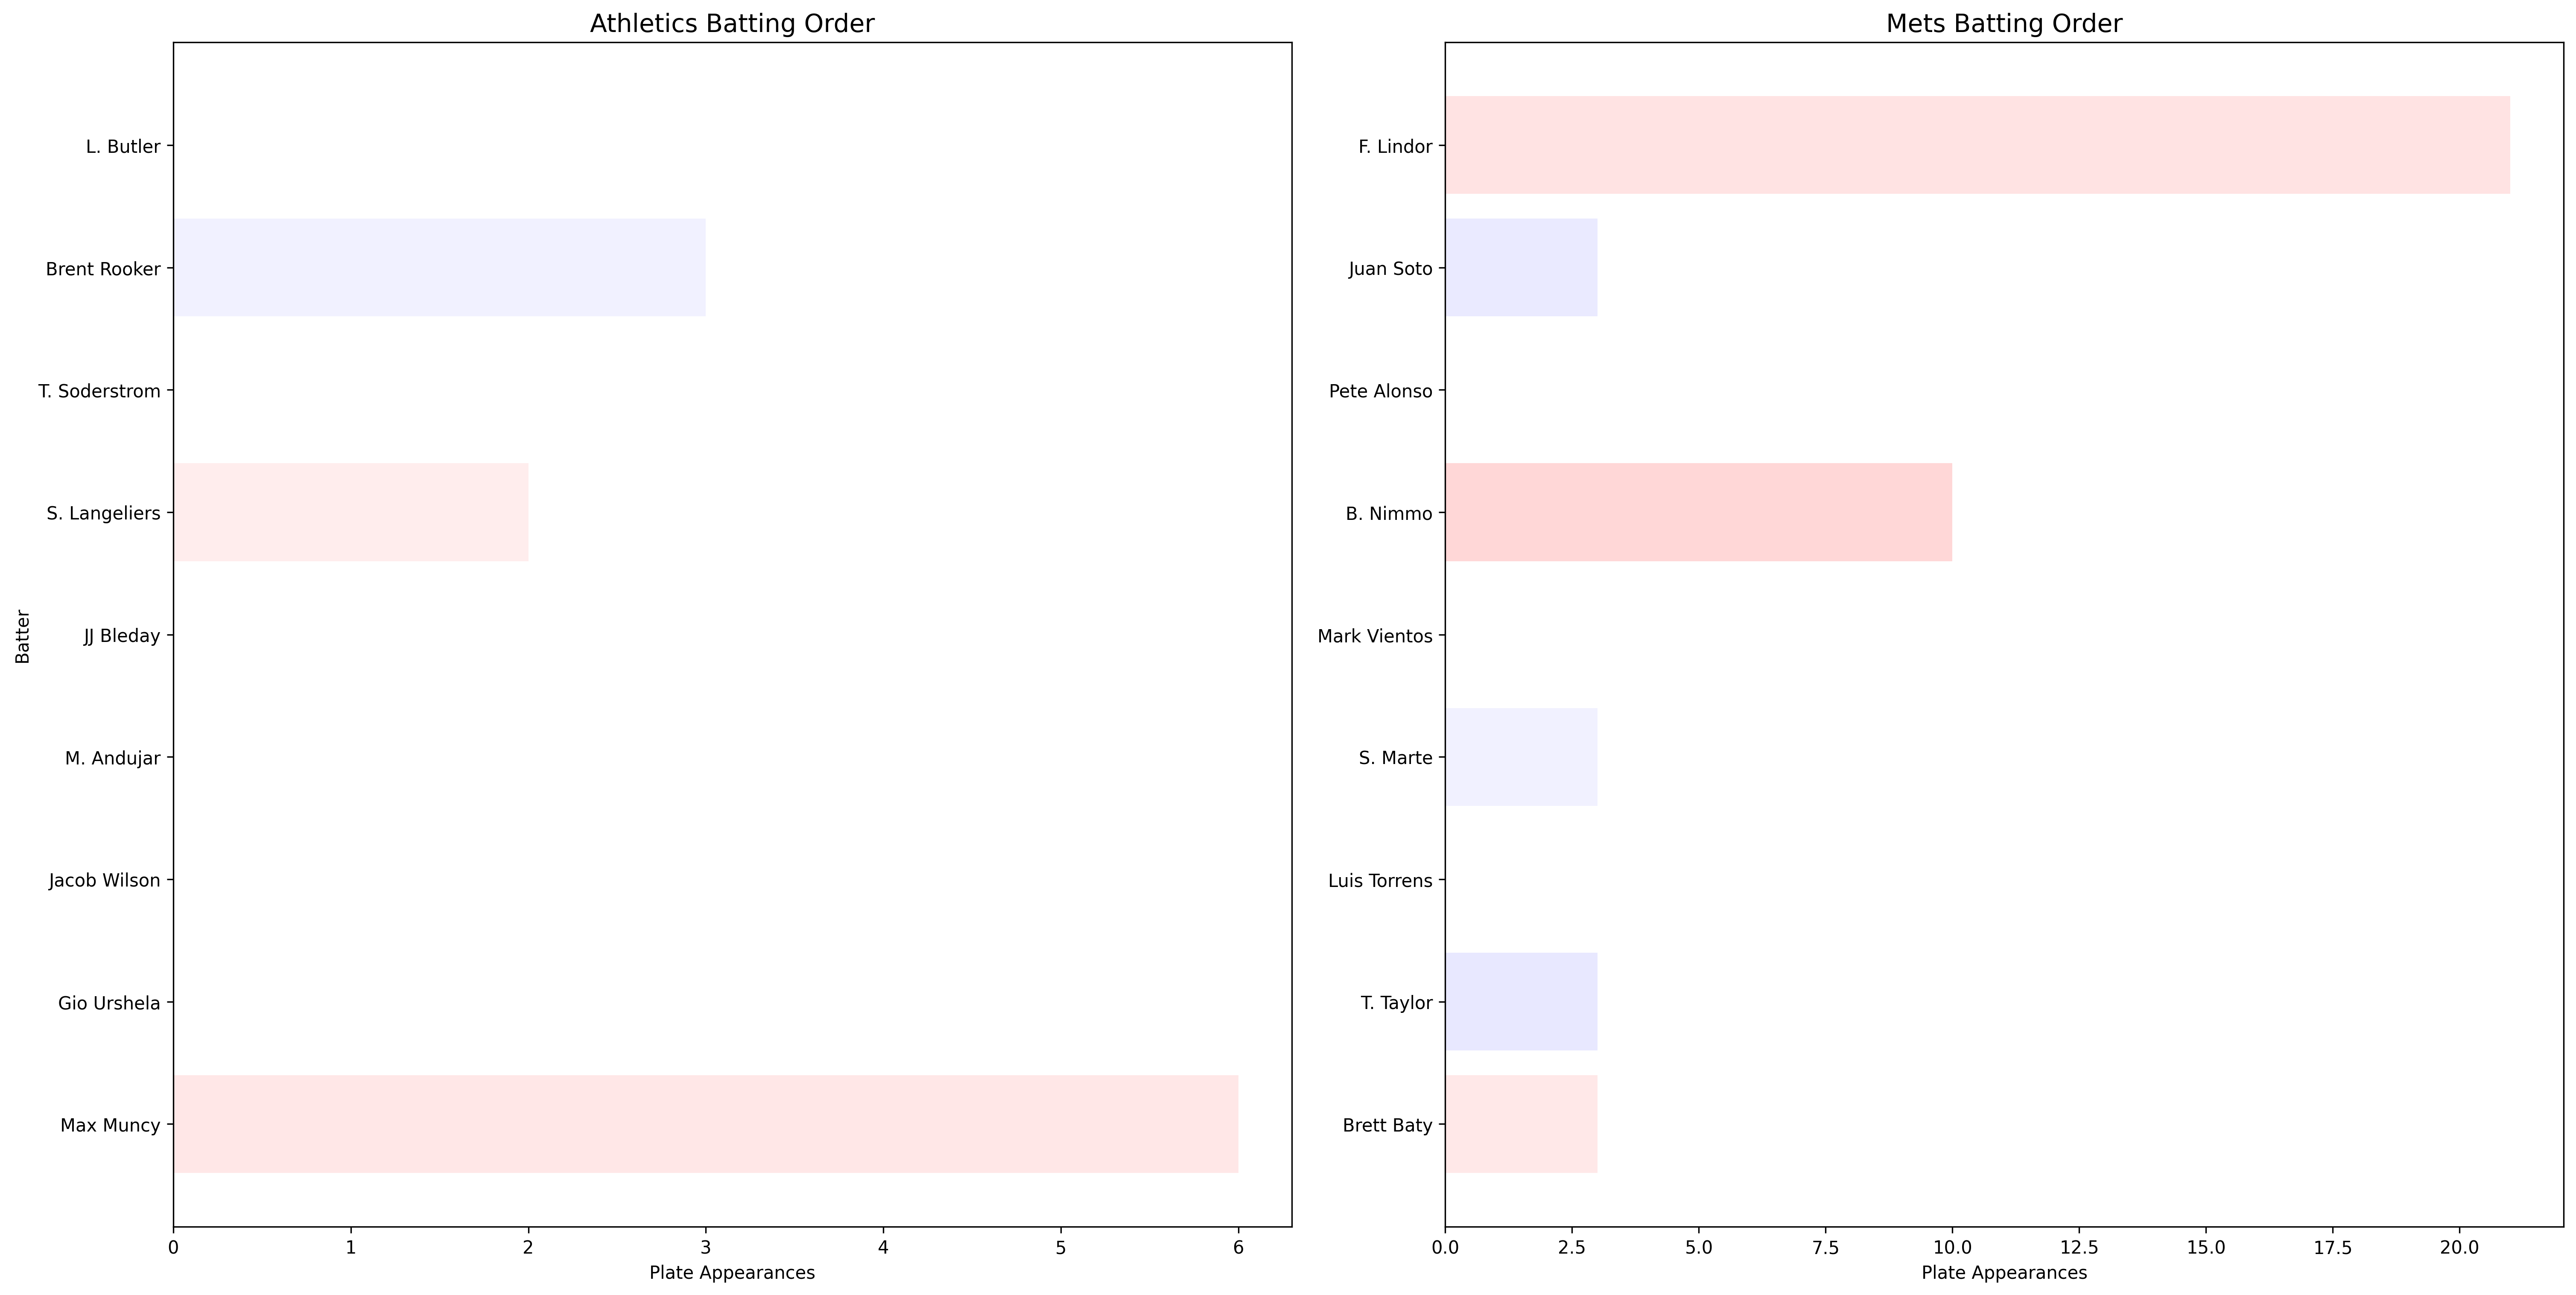 Athletics Batting Order
Batter
L. Butler
Brent Rooker
T. Soderstrom
S. Langeliers
JJ Bleday
M. Andujar
Jacob Wilson
Gio Urshela
Max Muncy
0 1 2 3 4 5 6
Plate Appearances
Mets Batting Order
F. Lindor
Juan Soto
Pete Alonso
B. Nimmo
Mark Vientos
S. Marte
Luis Torrens
T. Taylor
Brett Baty
0.0 2.5 5.0 7.5 10.0 12.5 15.0 17.5 20.0
Plate Appearances